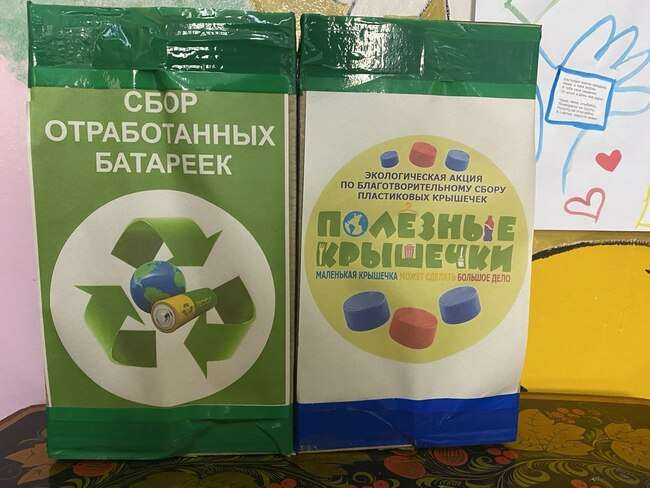 СБОР
ОТРАБОТАННЫХ
БАТАРЕЕК
ЭКОЛОГИЧЕСКАЯ АКЦИЯ
ПО БЛАГОТВОРИТЕЛЬНОМУ СБОРУ
ПЛАСТИКОВЫХ КРЫШЕЧЕК
ПОЛЕЗНЫЕ
КРЫШЕЧКИ
МАЛЕНЬКАЯ КРЫШЕЧКА МОЖЕТ СДЕЛАТЬ БОЛЬШОЕ ДЕЛО